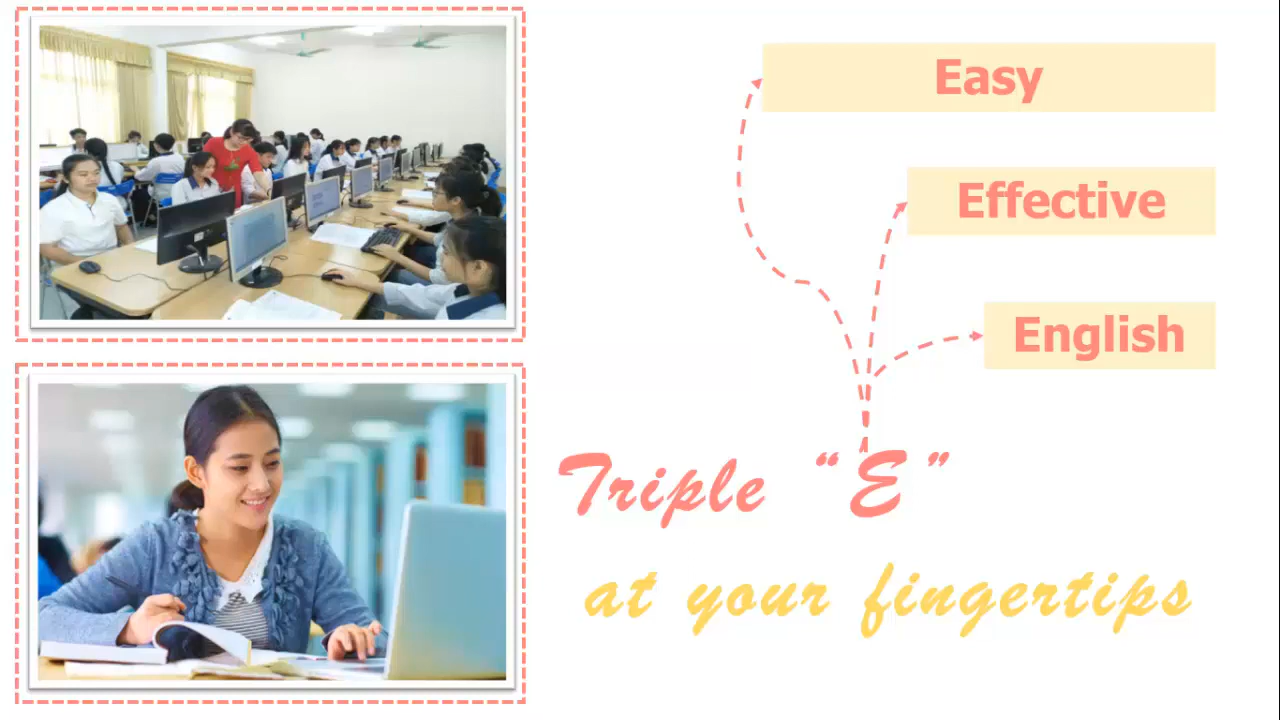 Easy
Effective
English
Triple “E”
at your fingertips